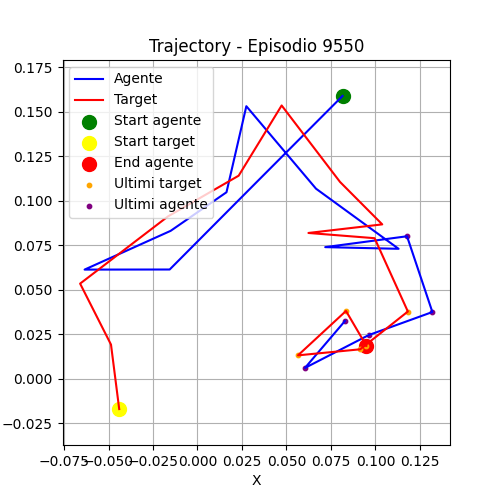 Trajectory - Episodio 9550
0.175
0.150
0.125
0.100
0.075
0.050
0.025
0.000
−0.025
Agente
Target
Start agente
Start target
End agente
Ultimi target
Ultimi agente
−0.075 −0.050 −0.025 0.000 0.025 0.050 0.075 0.100 0.125
X